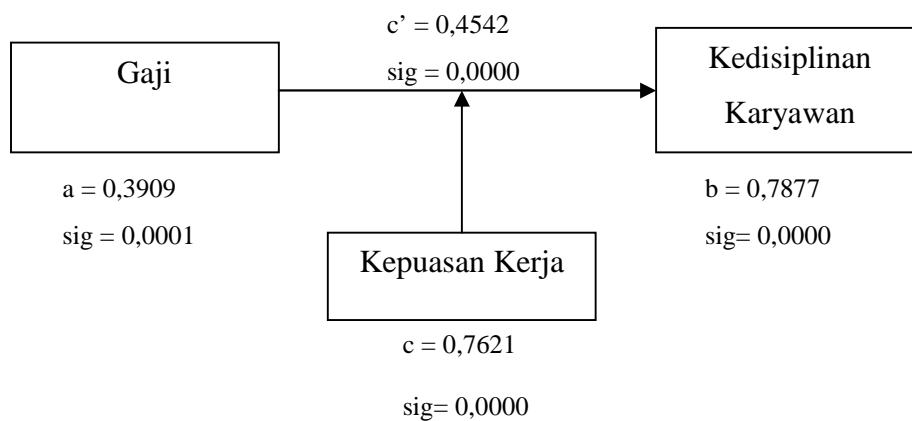 c’ = 0,4542
sig = 0,0000
Gaji
Kedisiplinan
Karyawan
a = 0,3909
sig = 0,0001
b = 0,7877
sig= 0,0000
Kepuasan Kerja
c = 0,7621
sig= 0,0000